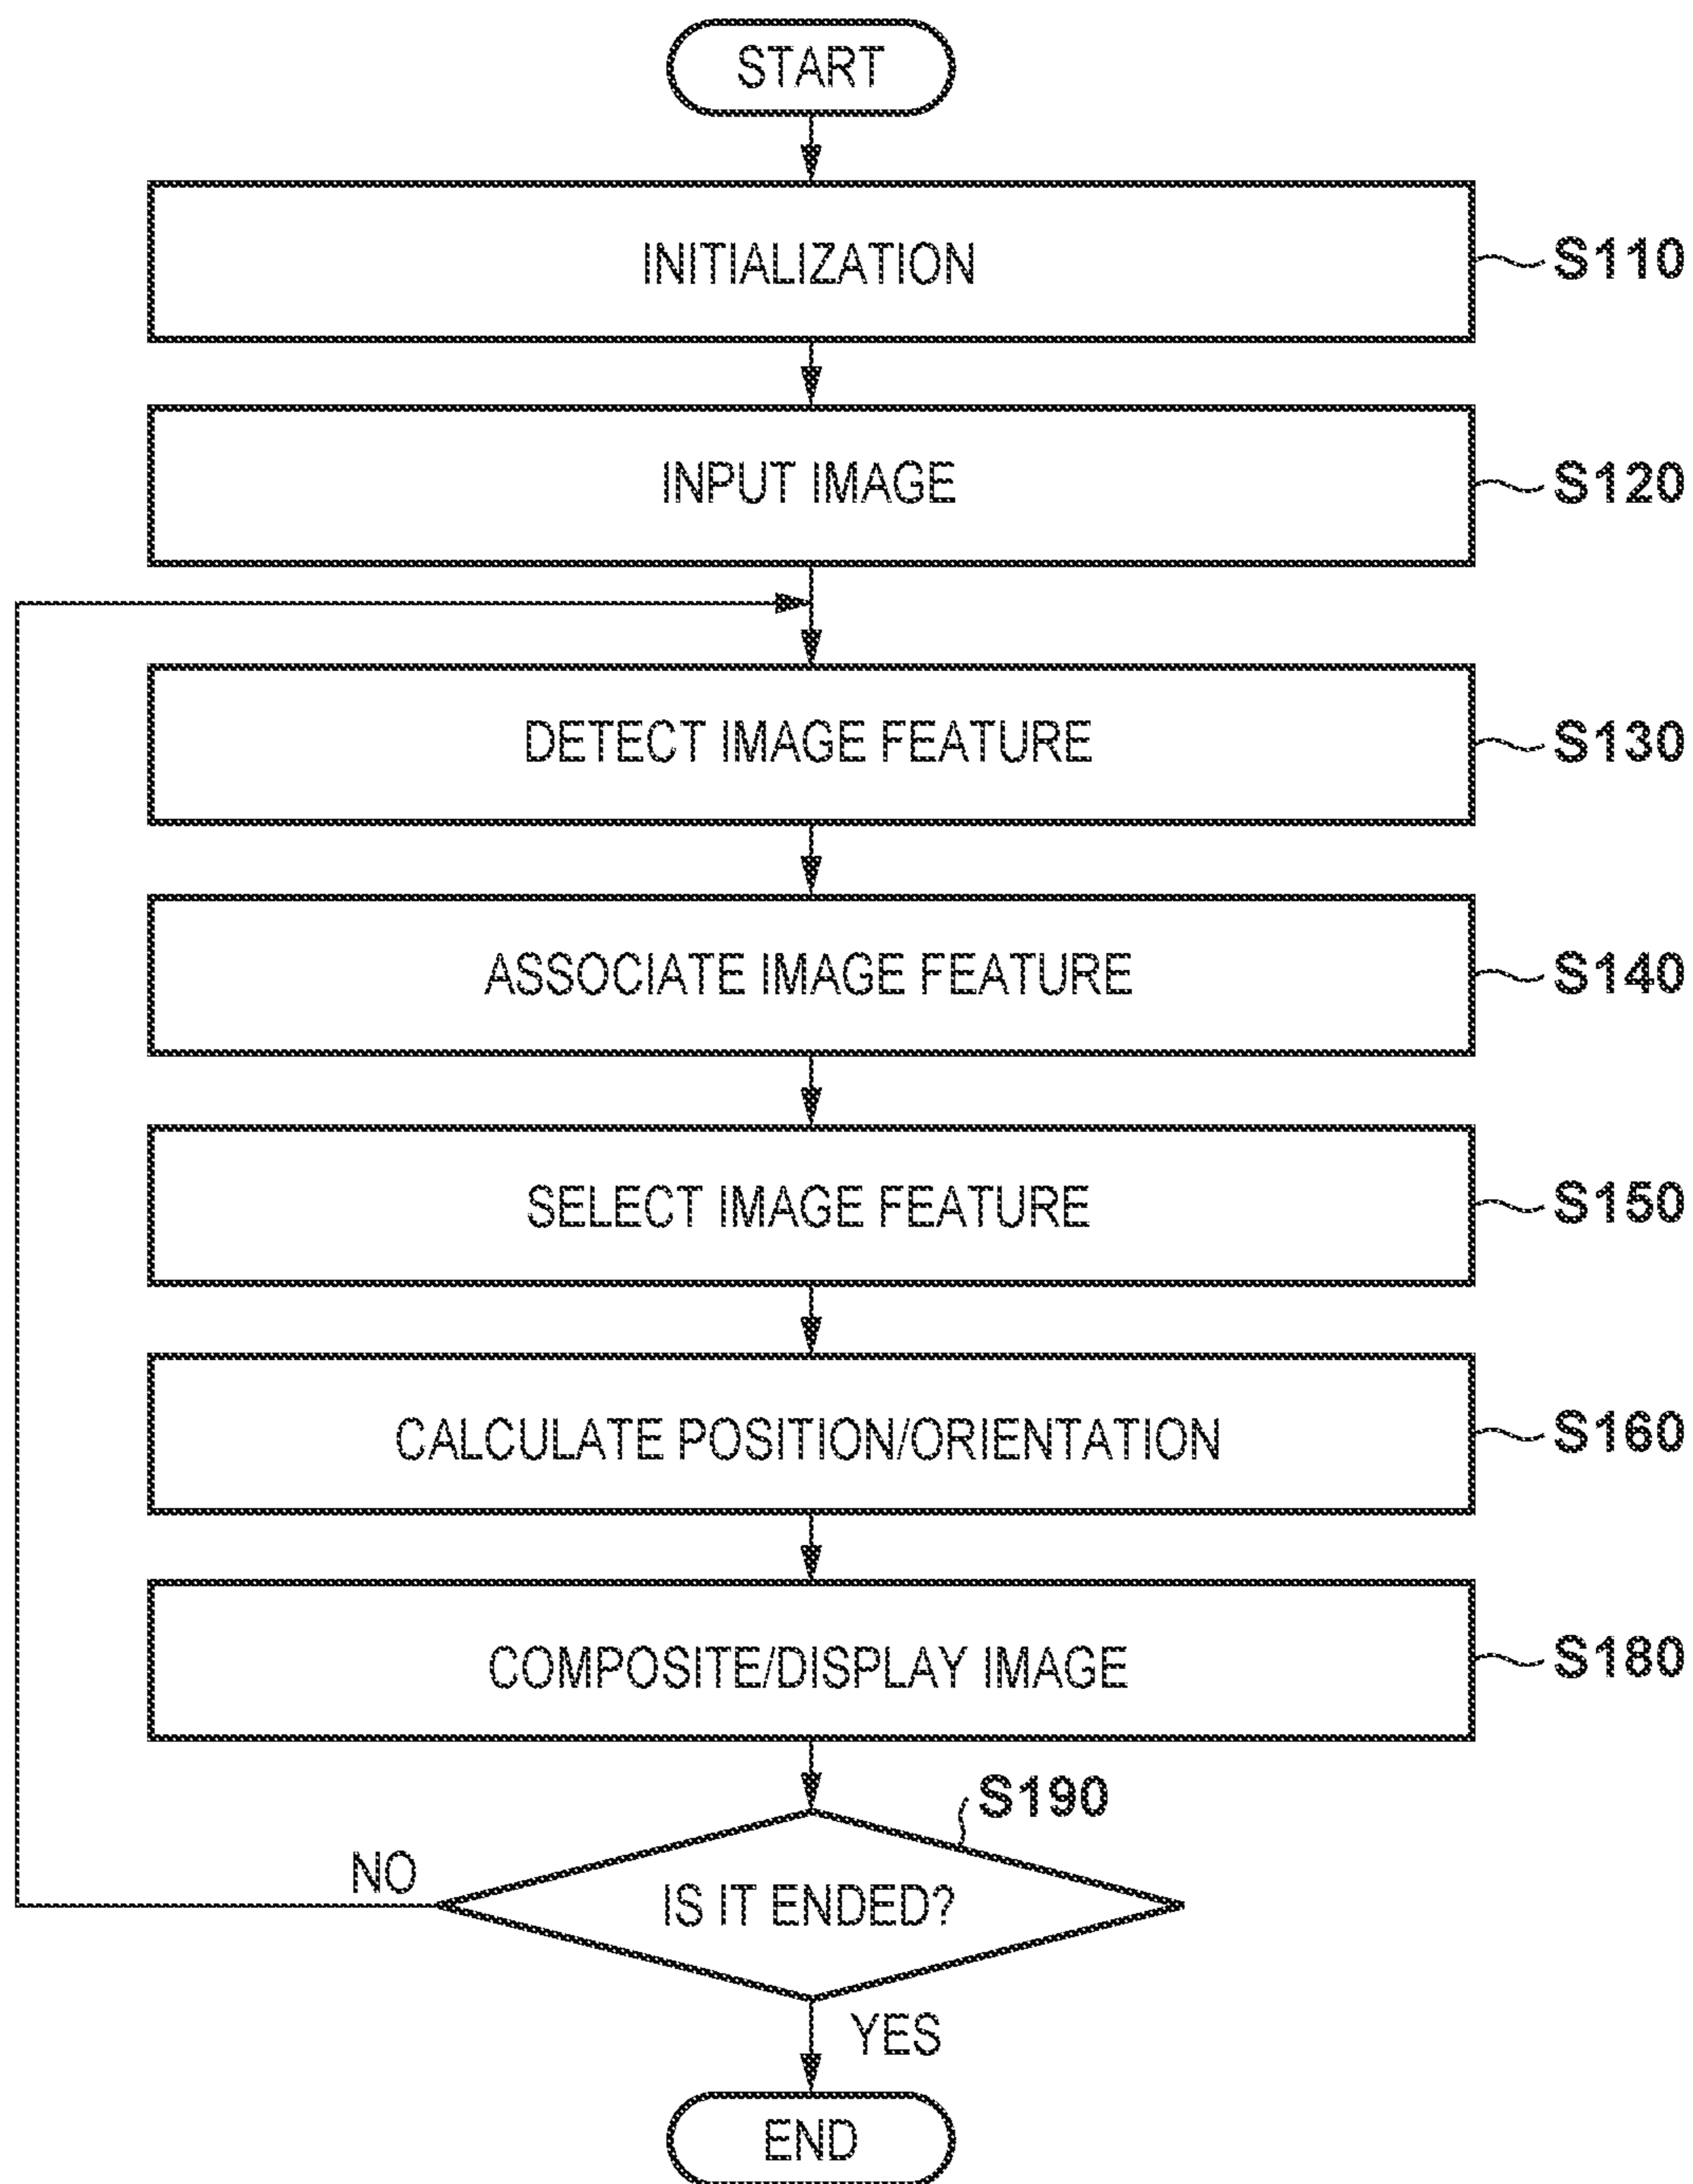 START
INITIALIZATION
S110
INPUT IMAGE
S120
DETECT IMAGE FEATURE
S130
ASSOCIATE IMAGE FEATURE
S140
SELECT IMAGE FEATURE
S150
CALCULATE POSITION/ORIENTATION
S160
COMPOSITE/DISPLAY IMAGE
S180
S190
NO
IS IT ENDED?
YES
END